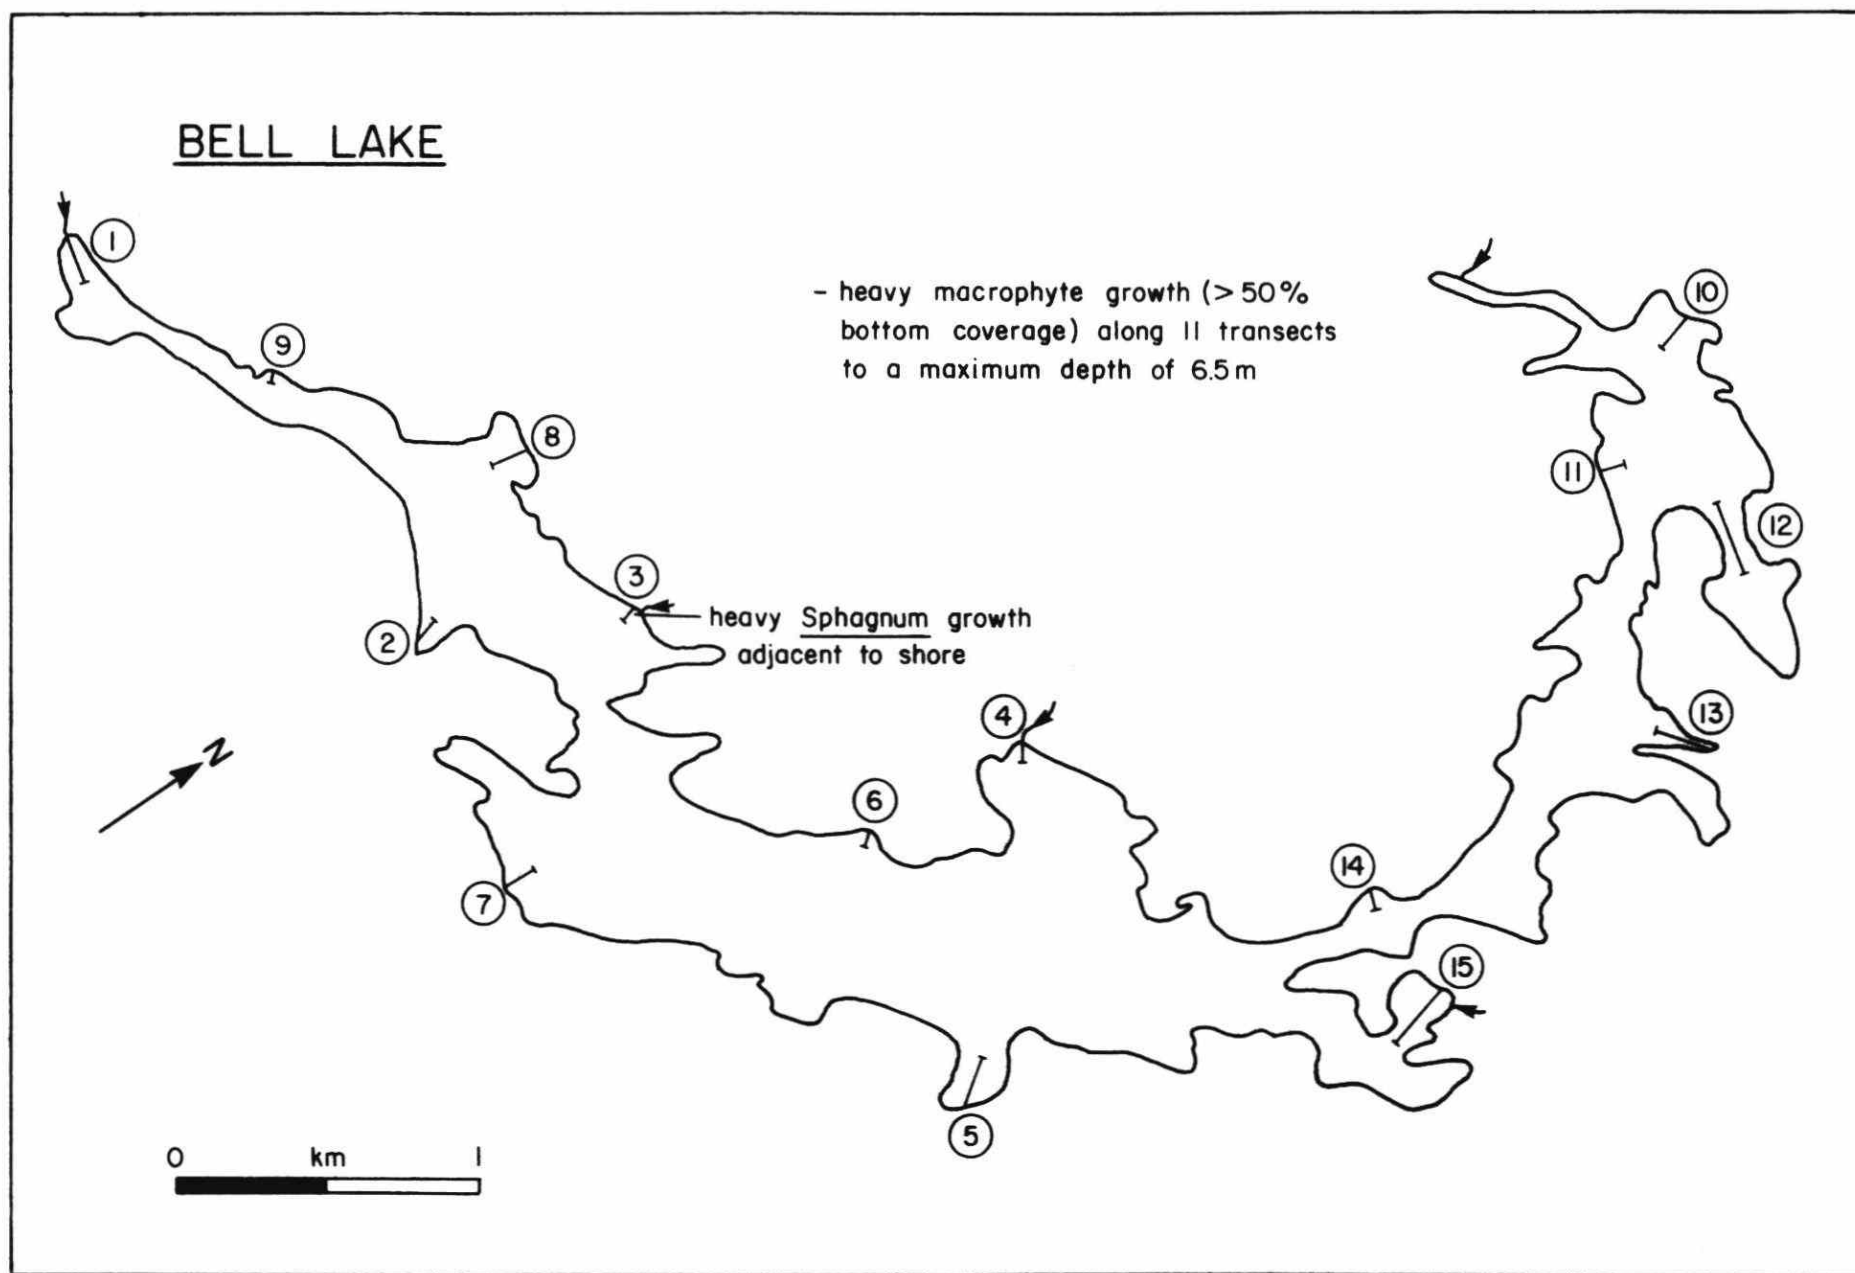 BELL LAKE
1
9
- heavy macrophyte growth (> 50%
bottom coverage) along 11 transects
to a maximum depth of 6.5 m
10
8
11
12
3
heavy Sphagnum growth
adjacent to shore
2
4
13
N
6
14
7
15
5
0 km 1